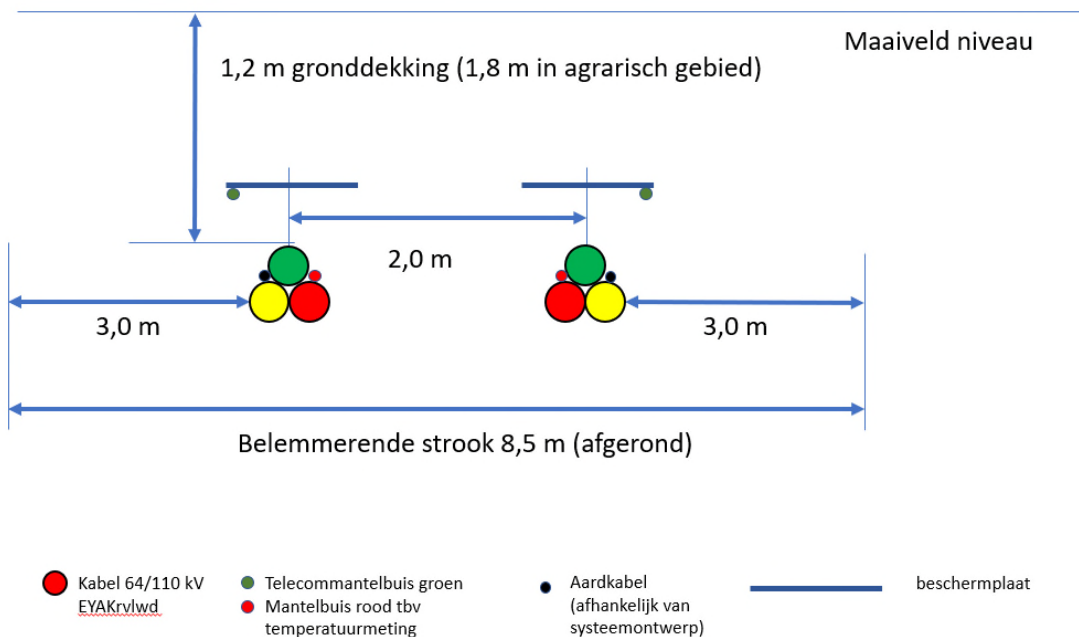 Maaiveld niveau
1,2 m gronddekking (1,8 m in agrarisch gebied)
2,0 m
3,0 m
3,0 m
Belemmerende strook 8,5 m (afgerond)
Kabel 64/110 kV
EYAKrvlwd
Telecommantelbuis groen
Mantelbuis rood tbv
temperatuurmeting
Aardkabel
(afhankelijk van
systeemontwerp)
beschermplaat